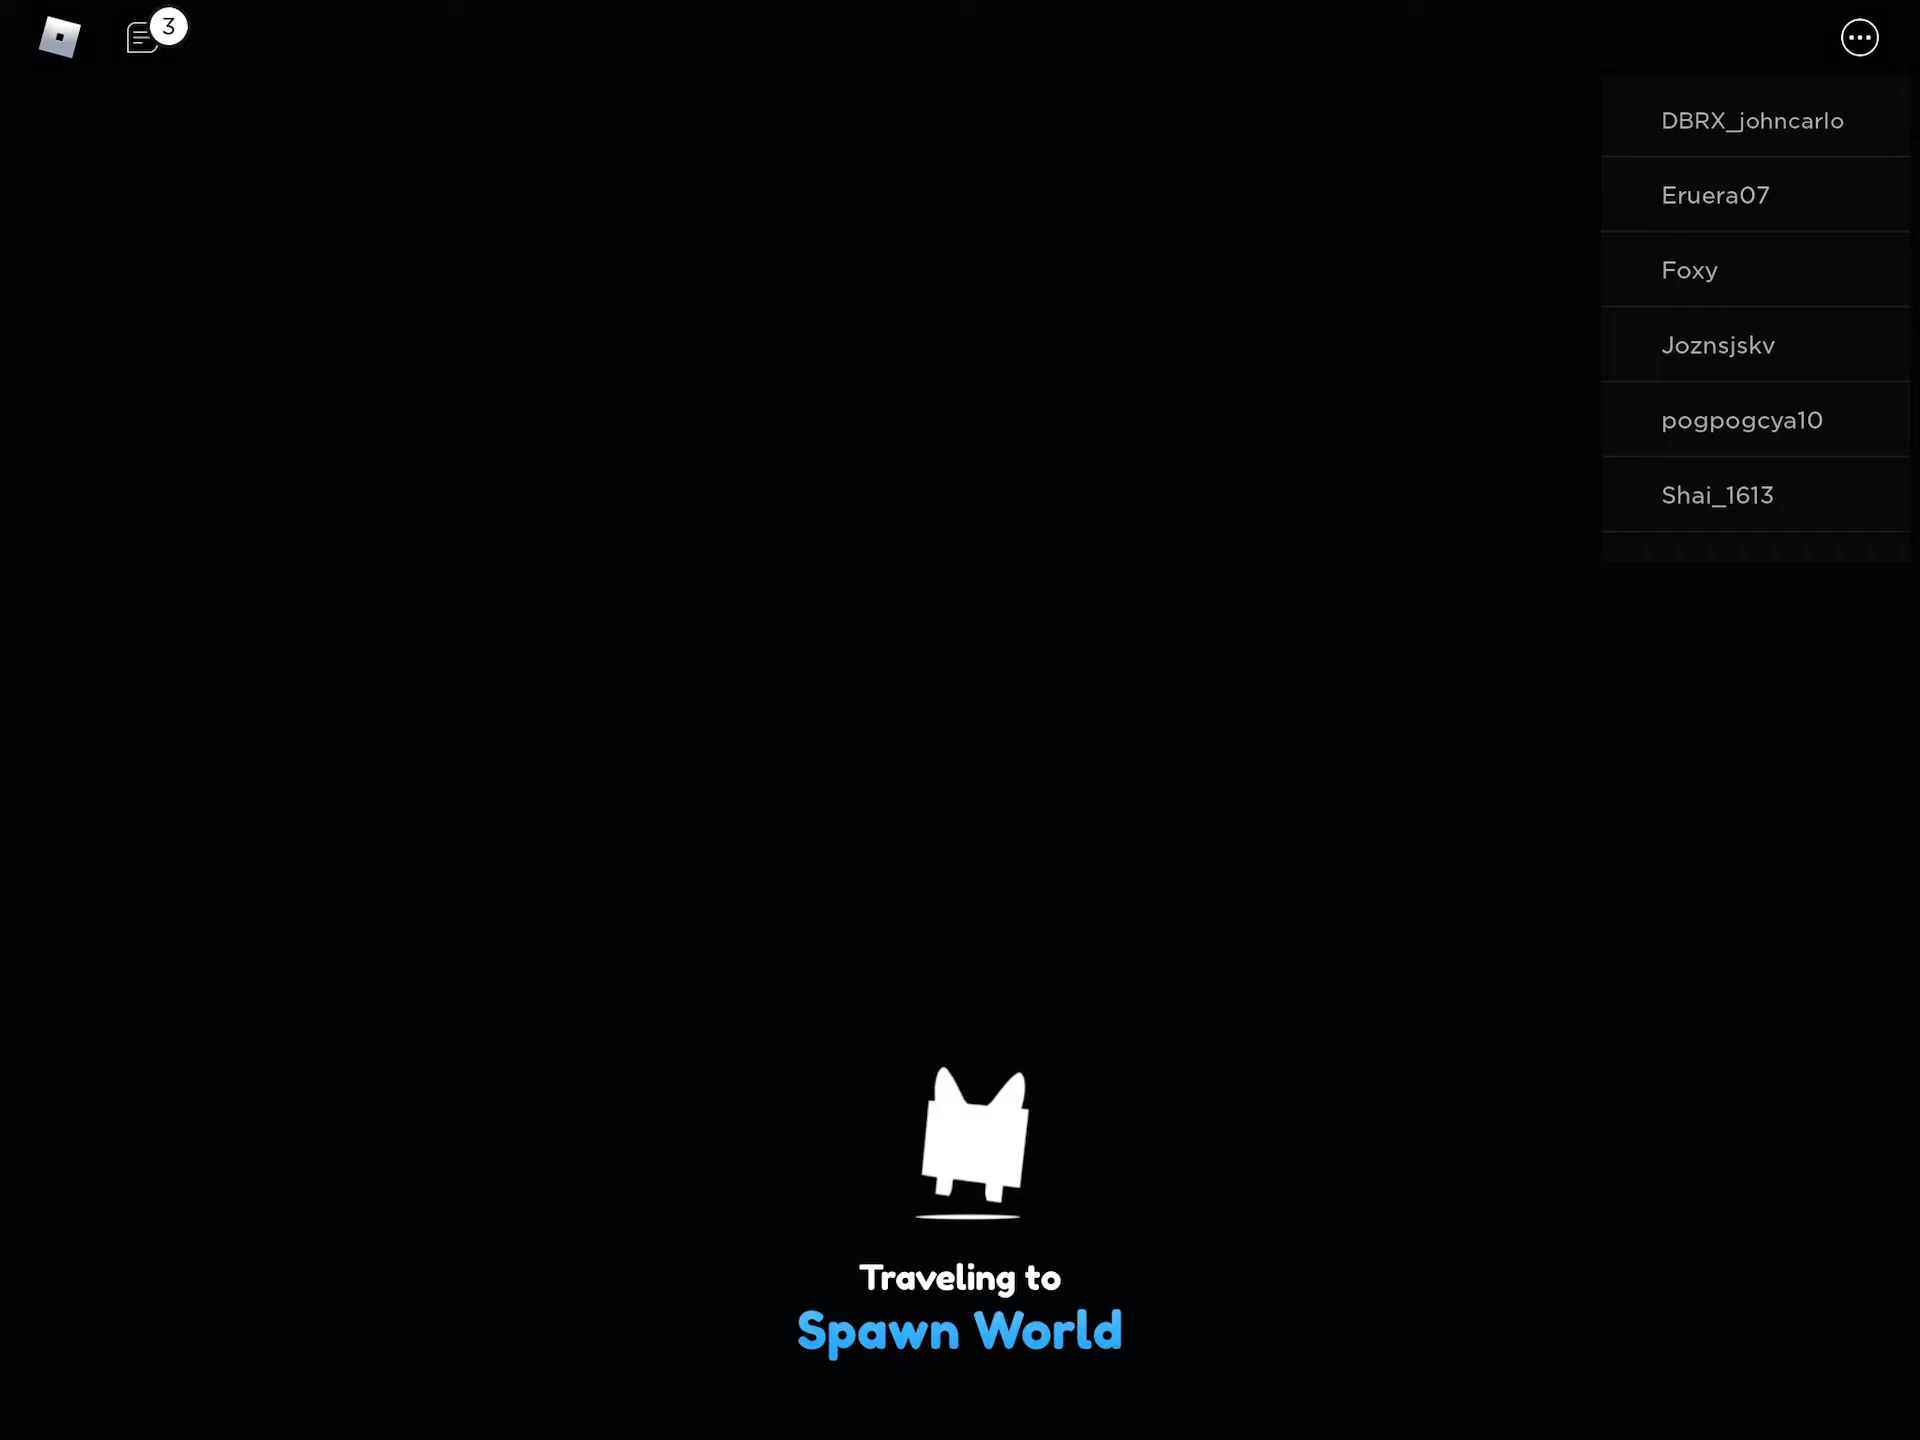 3
DBRX_johncarlo
Eruera07
Foxy
Joznsjskv
pogpogcya10
Shai_1613
Traveling to
Spawn World